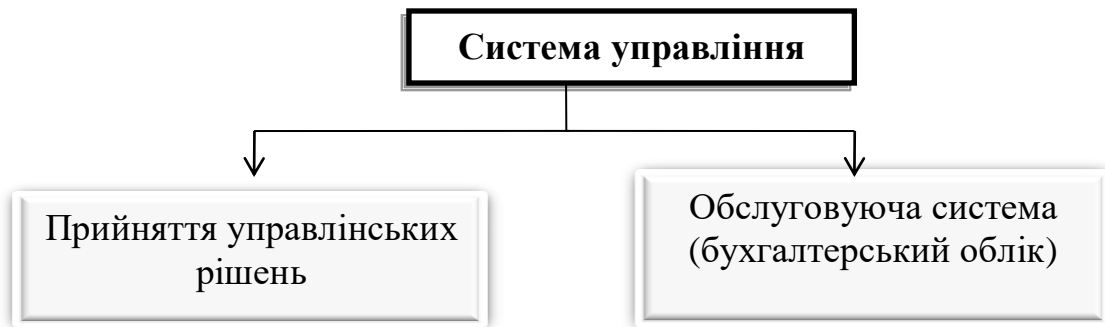 Система управління
Прийняття управлінських
рішень
Обслуговуюча система
(бухгалтерський облік)